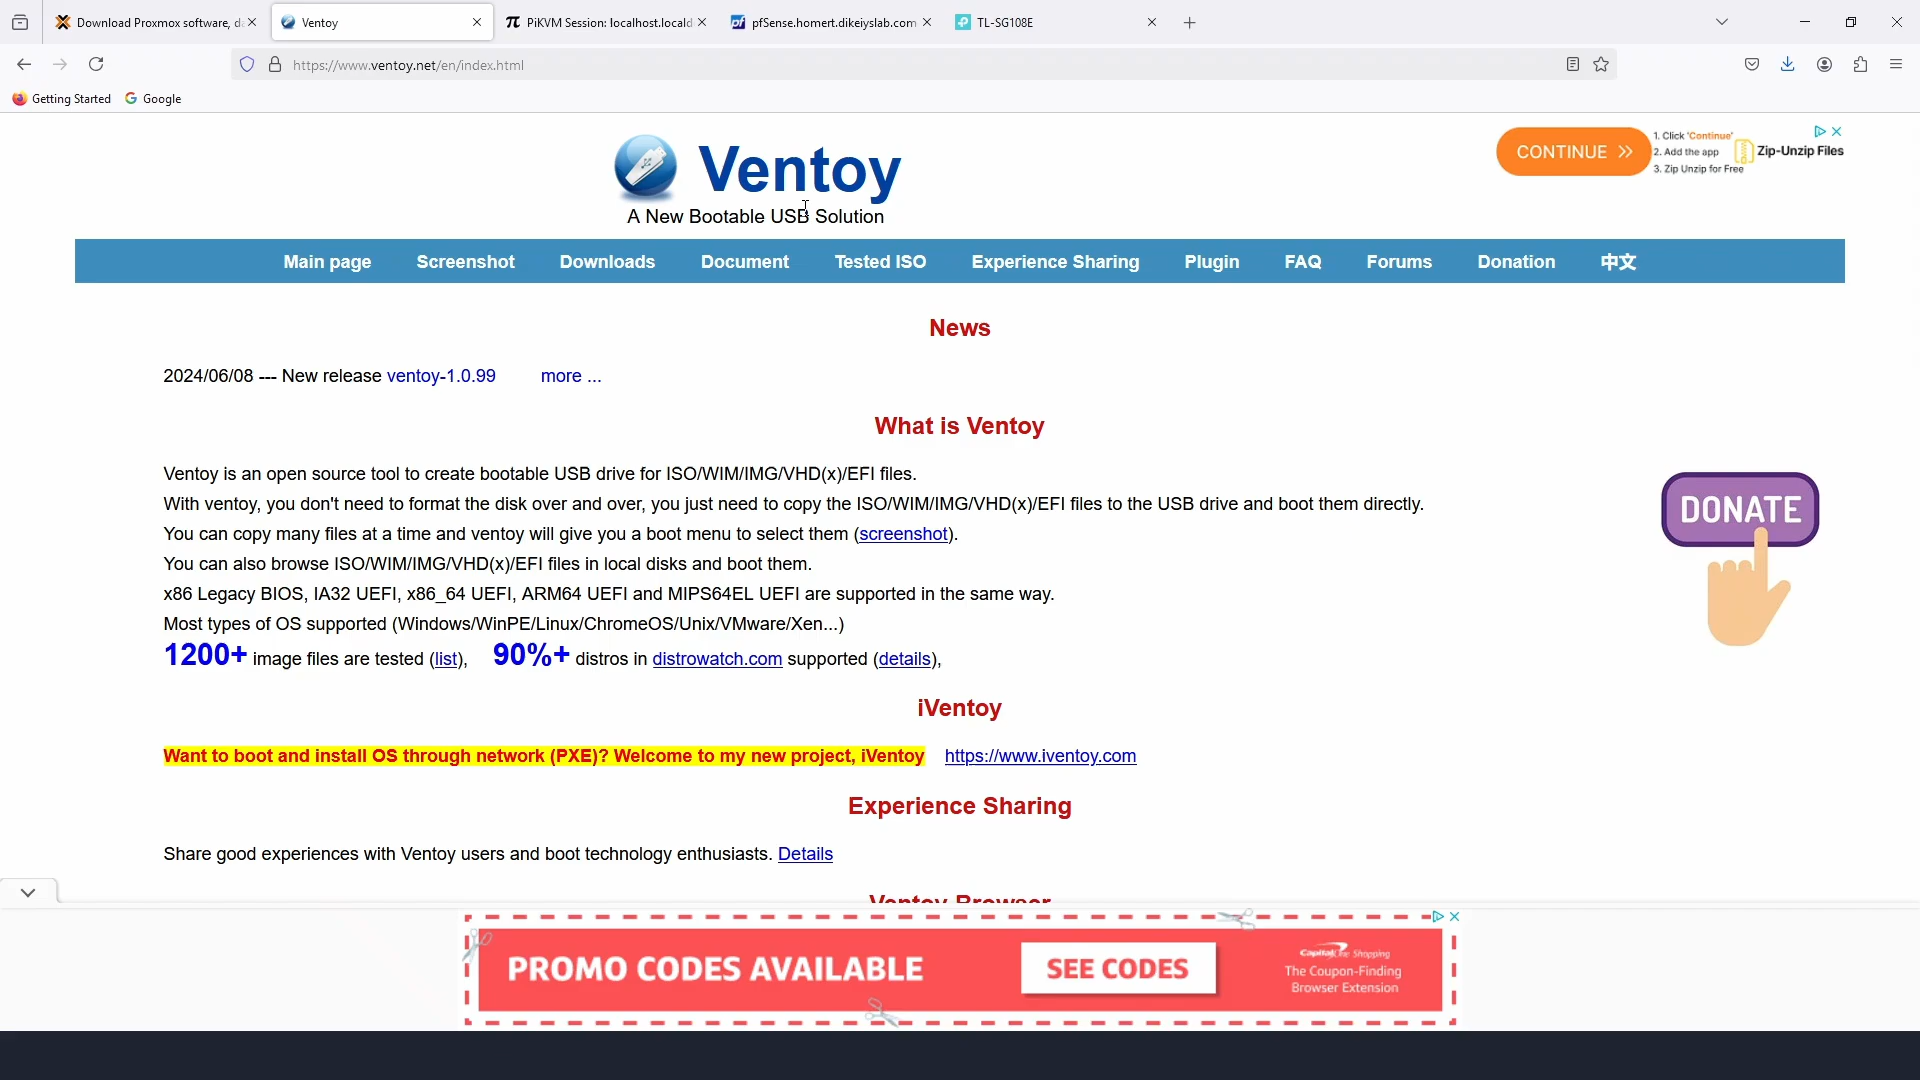 Download Proxmox software, d
Ventoy
PiKVM Session: localhost.locald
pfSense.homert.dikeiyslab.com
TL-SG108E
https://www.ventoy.net/en/index.html
Getting Started
Google
Ventoy
A New Bootable USB Solution
CONTINUE
1. Click 'Continue'
2. Add the app
3. Zip Unzip for Free
Zip-Unzip Files
Main page Screenshot Downloads Document Tested ISO Experience Sharing Plugin FAQ Forums Donation 中文
News
2024/06/08 --- New release ventoy-1.0.99 more ...
What is Ventoy
Ventoy is an open source tool to create bootable USB drive for ISO/WIM/IMG/VHD(x)/EFI files.
With ventoy, you don't need to format the disk over and over, you just need to copy the ISO/WIM/IMG/VHD(x)/EFI files to the USB drive and boot them directly.
You can copy many files at a time and ventoy will give you a boot menu to select them (screenshot).
You can also browse ISO/WIM/IMG/VHD(x)/EFI files in local disks and boot them.
x86 Legacy BIOS, IA32 UEFI, x86_64 UEFI, ARM64 UEFI and MIPS64EL UEFI are supported in the same way.
Most types of OS supported (Windows/WinPE/Linux/ChromeOS/Unix/VMware/Xen...)
1200+ image files are tested (list), 90%+ distros in distrowatch.com supported (details),
DONATE
iVentoy
Want to boot and install OS through network (PXE)? Welcome to my new project, iVentoy https://www.iventoy.com
Experience Sharing
Share good experiences with Ventoy users and boot technology enthusiasts. Details
Ventoy Browser
PROMO CODES AVAILABLE
SEE CODES
Capital One Shopping
The Coupon-Finding
Browser Extension